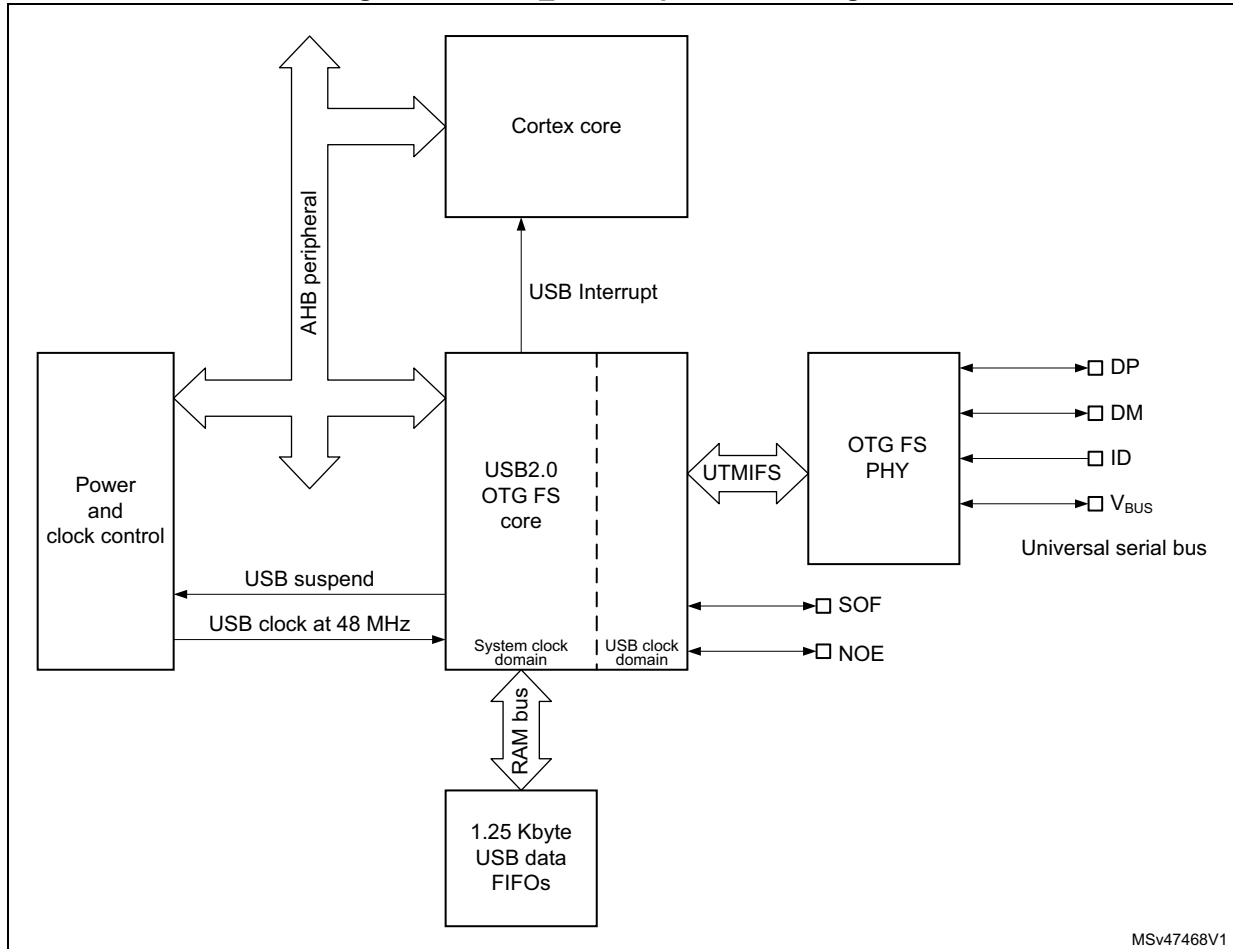 Cortex core
AHB peripheral
USB Interrupt
Power
and
clock control
USB2.0
OTG FS
core
UTMIFS
OTG FS
PHY
DP
DM
ID
VBUS
Universal serial bus
USB suspend
USB clock at 48 MHz
System clock
domain
USB clock
domain
SOF
NOE
RAM bus
1.25 Kbyte
USB data
FIFOs
MSv47468V1